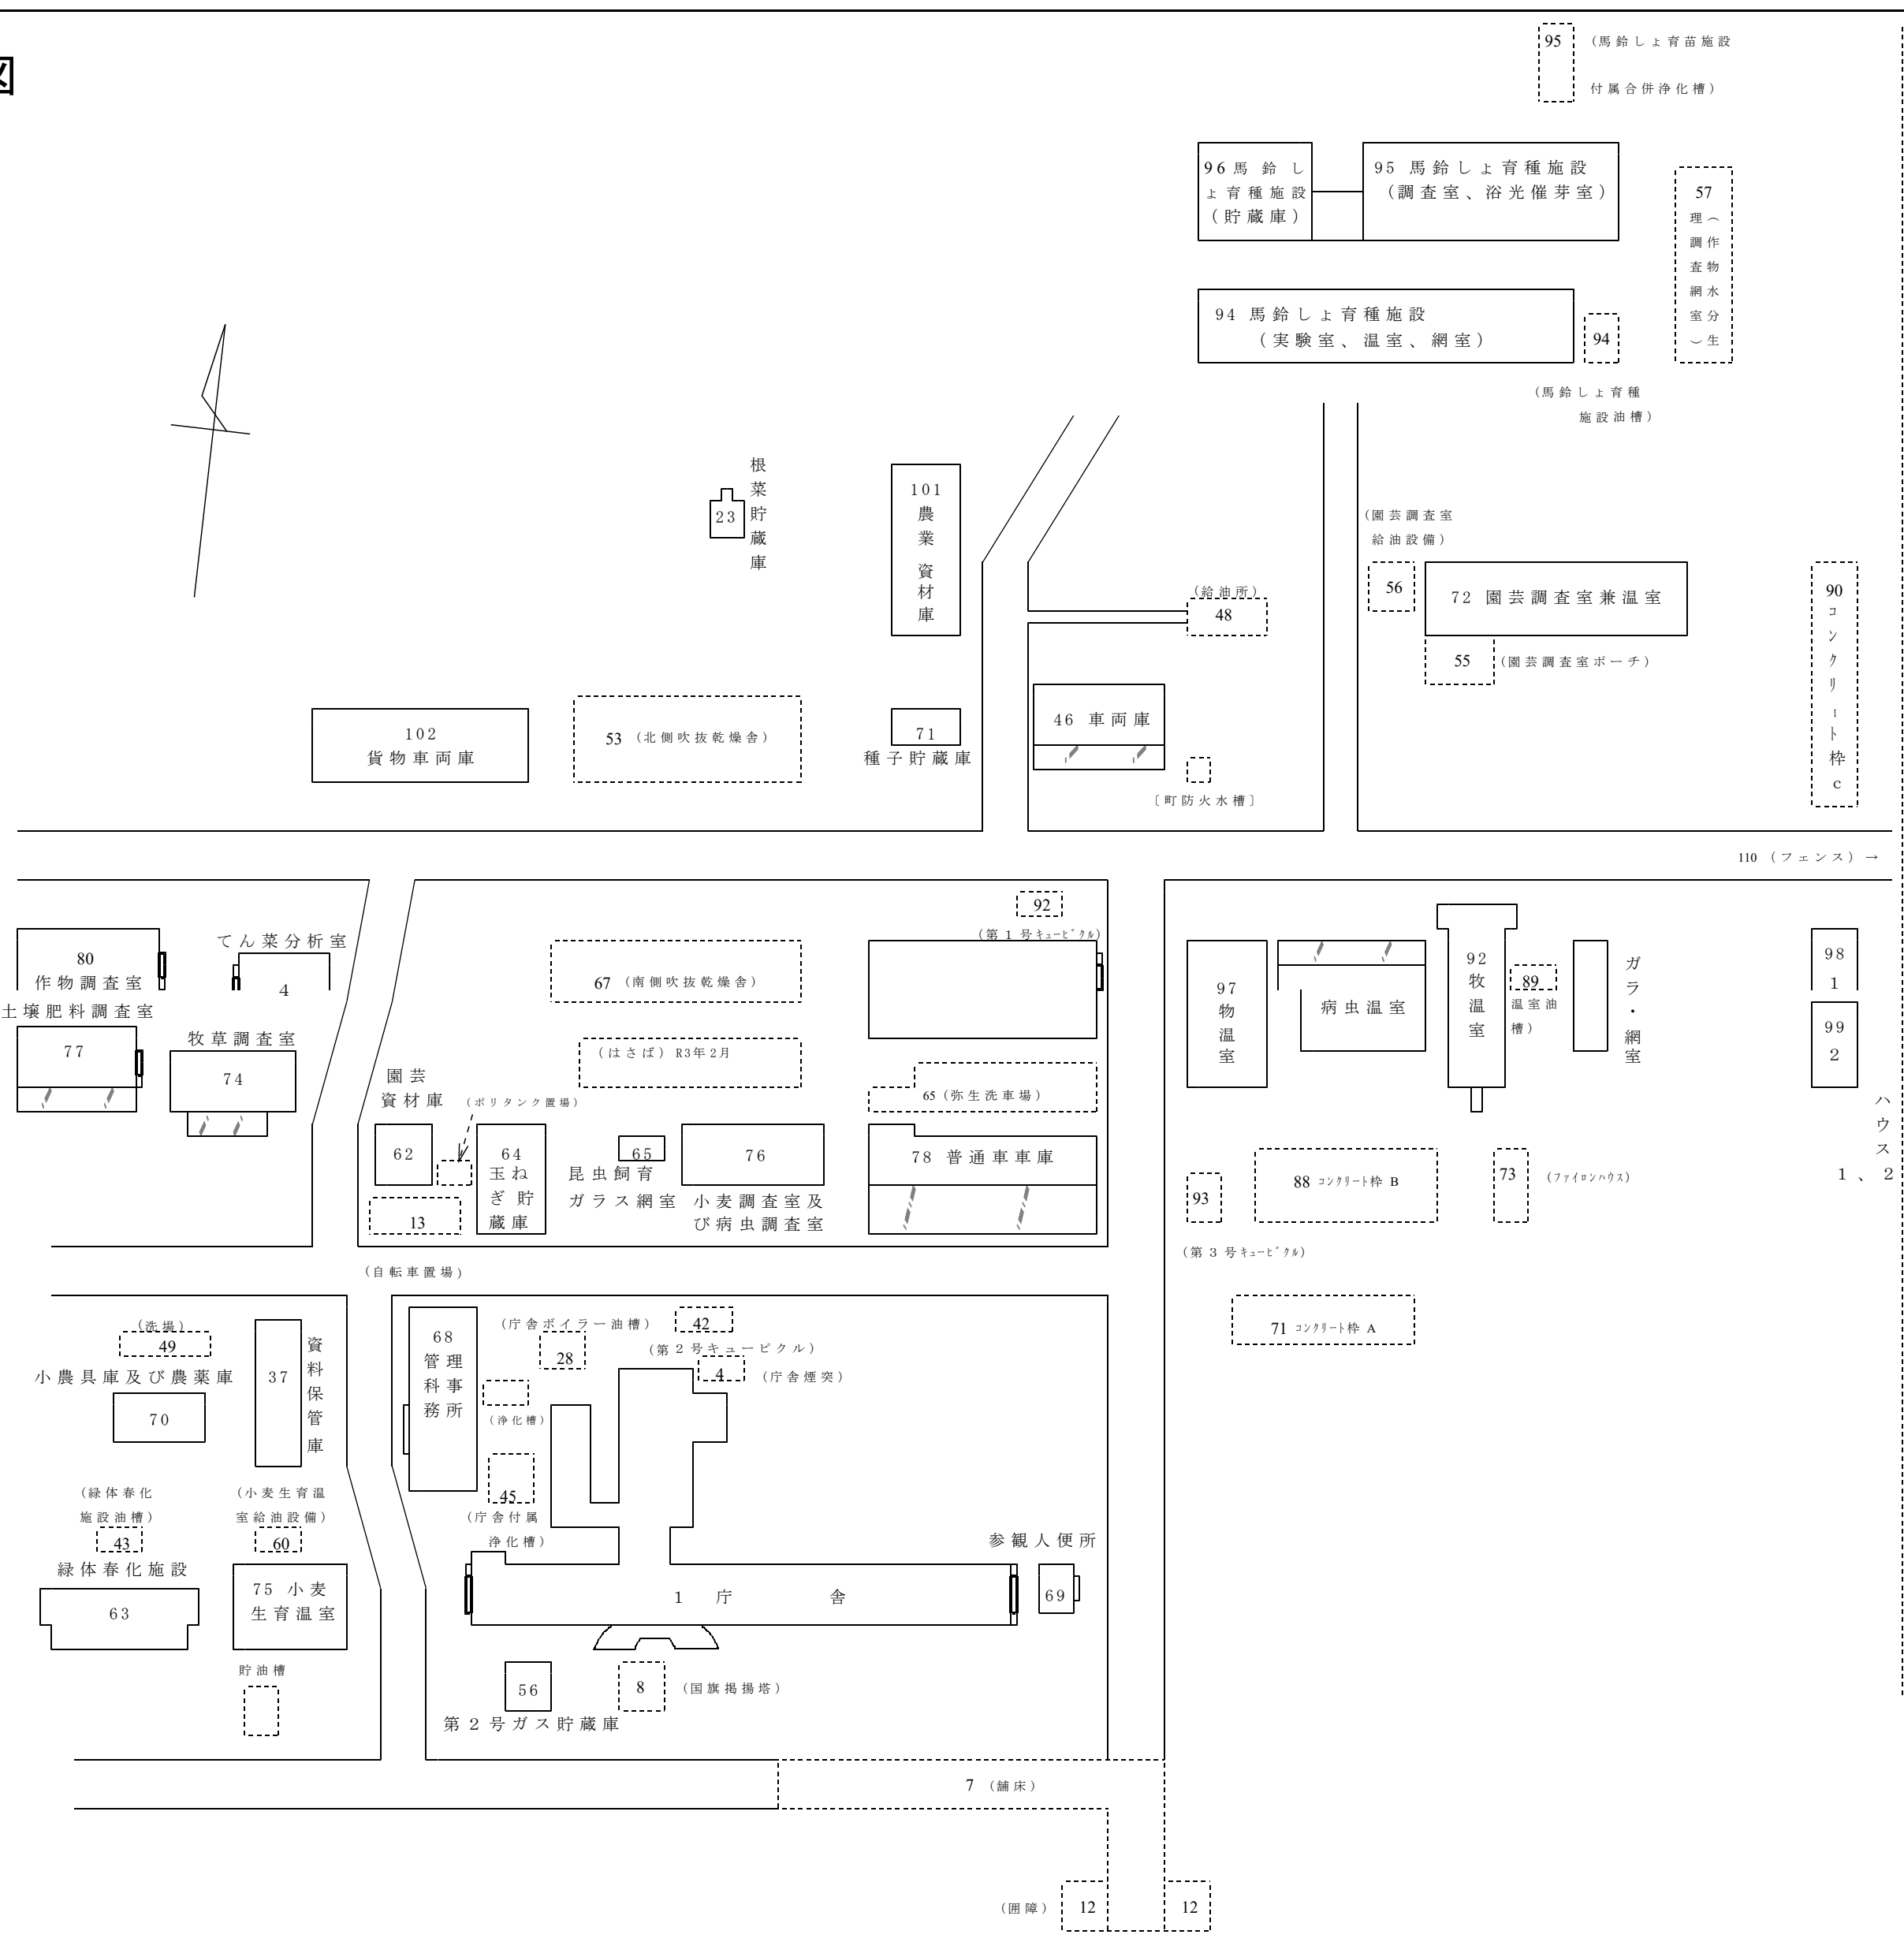 図
95 (馬鈴しょ育苗施設
付属合併浄化槽)
96馬鈴し
ょ育種施設
(貯蔵庫)
95 馬鈴しょ育種施設
(調査室、浴光催芽室)
57
(作物水分生
理調査網室)
94 馬鈴しょ育種施設
(実験室、温室、網室)
94
(馬鈴しょ育種
施設油槽)
根菜貯蔵庫
23
101
農業資材庫
(園芸調査室
給油設備)
56
72 園芸調査室兼温室
55 (園芸調査室ポーチ)
90
コンクリート枠c
(給油所)
48
102
貨物車両庫
53 (北側吹抜乾燥舎)
71
種子貯蔵庫
46 車両庫
〔町防火水槽〕
110 (フェンス) →
80
作物調査室
てん菜分析室
4
土壌肥料調査室
77
牧草調査室
74
67 (南側吹抜乾燥舎)
(はさば) R3年2月
92
(第1号キュービクル)
65 (弥生洗車場)
97
物温室
病虫温室
92
牧温室
89
温室油
槽)
ガラ・網室
98
1
99
2
ハウス
1、2
園芸
資材庫
(ポリタンク置場)
62
64
玉ね
ぎ貯
蔵庫
13
65
昆虫飼育
ガラス網室
76
小麦調査室及
び病虫調査室
78 普通車車庫
93
(第3号キュービクル)
88 コンクリート枠 B
73
(ファイロンハウス)
71 コンクリート枠 A
(自転車置場)
(洗場)
49
小農具庫及び農薬庫
70
37
資料保管庫
68
管理
科事
務所
(庁舎ボイラー油槽)
28
42
(第2号キュービクル)
4
(庁舎煙突)
(浄化槽)
45
(庁舎付属
浄化槽)
(緑体春化
施設油槽)
43
緑体春化施設
63
(小麦生育温
室給油設備)
60
75 小麦
生育温室
貯油槽
1 庁舎
参観人便所
69
56
第2号ガス貯蔵庫
8
(国旗掲揚塔)
7 (舗床)
(囲障)
12
12